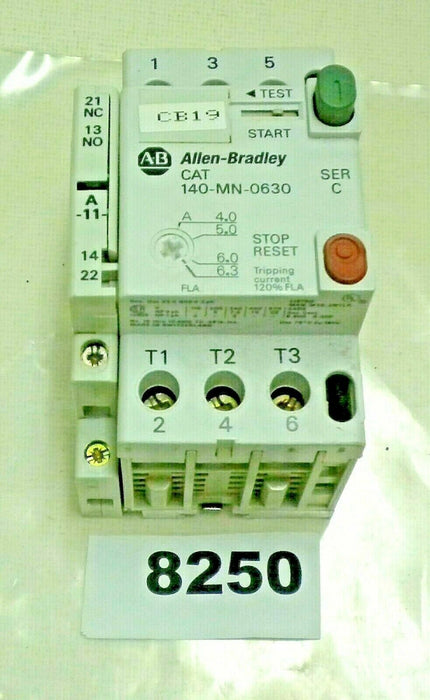 1 3 5
21
NC
13
NO
A
-11-
14
22
◄ TEST
CB19
START
I
AB Allen-Bradley
CAT
140-MN-0630
SER
C
A 4.0
5.0
6.0
6.3
FLA
STOP
RESET
Tripping
current
120% FLA
O
T1 T2 T3
2 4 6
8250